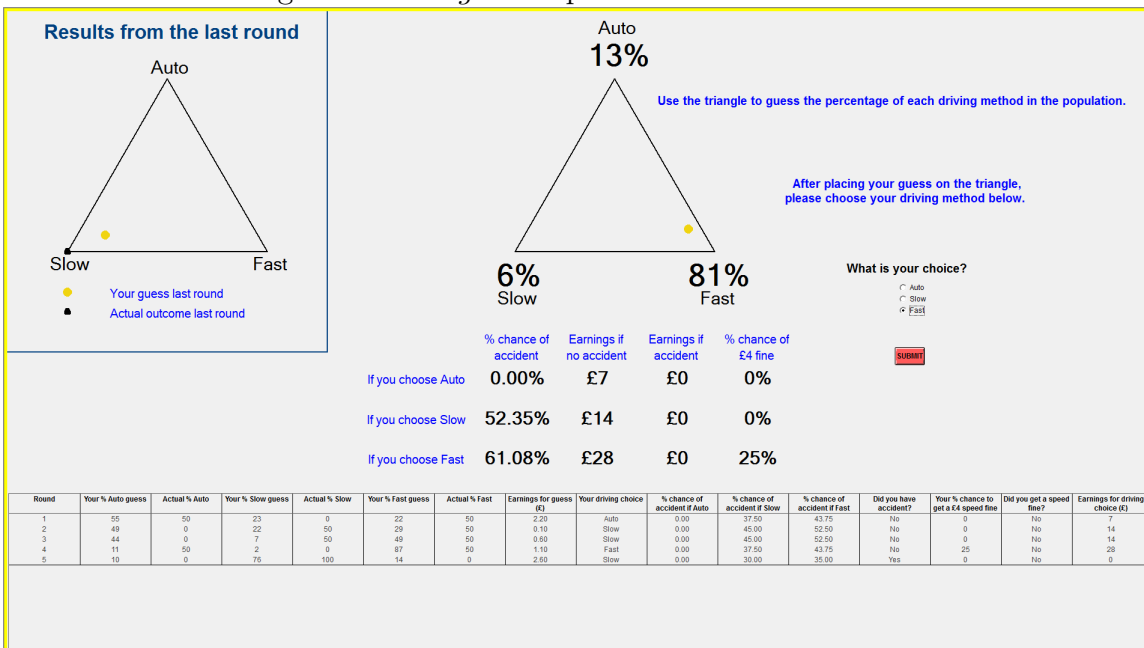 Results from the last round
Auto
Slow
Fast
Your guess last round
Actual outcome last round
Auto
13%
Use the triangle to guess the percentage of each driving method in the population.
After placing your guess on the triangle,
please choose your driving method below.
6%
Slow
81%
Fast
What is your choice?
Auto
Slow
Fast
SUBMIT
% chance of accident Earnings if no accident Earnings if accident % chance of £4 fine
If you choose Auto 0.00% £7 £0 0%
If you choose Slow 52.35% £14 £0 0%
If you choose Fast 61.08% £28 £0 25%
Round Your % Auto guess Actual % Auto Your % Slow guess Actual % Slow Your % Fast guess Actual % Fast Earnings for guess (£) Your driving choice % chance of accident if Auto % chance of accident if Slow % chance of accident if Fast Did you have accident? Your % chance to get a £4 speed fine Did you get a speed fine? Earnings for driving choice (£)
1 55 50 23 0 22 50 2.20 Auto 0.00 37.50 43.75 No 0 No 7
2 49 0 22 50 29 50 0.10 Slow 0.00 45.00 52.50 No 0 No 14
3 44 0 7 50 49 50 0.60 Slow 0.00 45.00 52.50 No 0 No 14
4 11 50 2 0 87 50 1.10 Fast 0.00 37.50 43.75 No 25 No 28
5 10 0 76 100 14 0 2.60 Slow 0.00 30.00 35.00 Yes 0 No 0